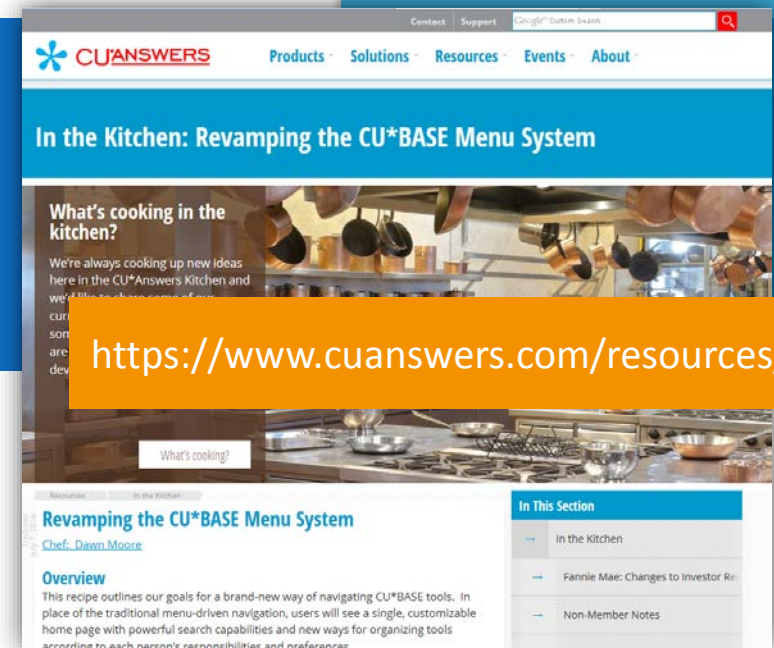 Contact Support Google™ Custom Search
CU*ANSWERS
Products Solutions Resources Events About
In the Kitchen: Revamping the CU*BASE Menu System
What's cooking in the
kitchen?
We're always cooking up new ideas
here in the CU*Answers Kitchen and
we'd like to share some of our
are
https://www.cuanswers.com/resources
What's cooking?
Resources In the Kitchen
Revamping the CU*BASE Menu System
Chef: Dawn Moore
Overview
This recipe outlines our goals for a brand-new way of navigating CU*BASE tools. In
place of the traditional menu-driven navigation, users will see a single, customizable
home page with powerful search capabilities and new ways for organizing tools
according to each person's responsibilities and preferences.
In This Section
→ In the Kitchen
→ Fannie Mae: Changes to Investor Re
→ Non-Member Notes